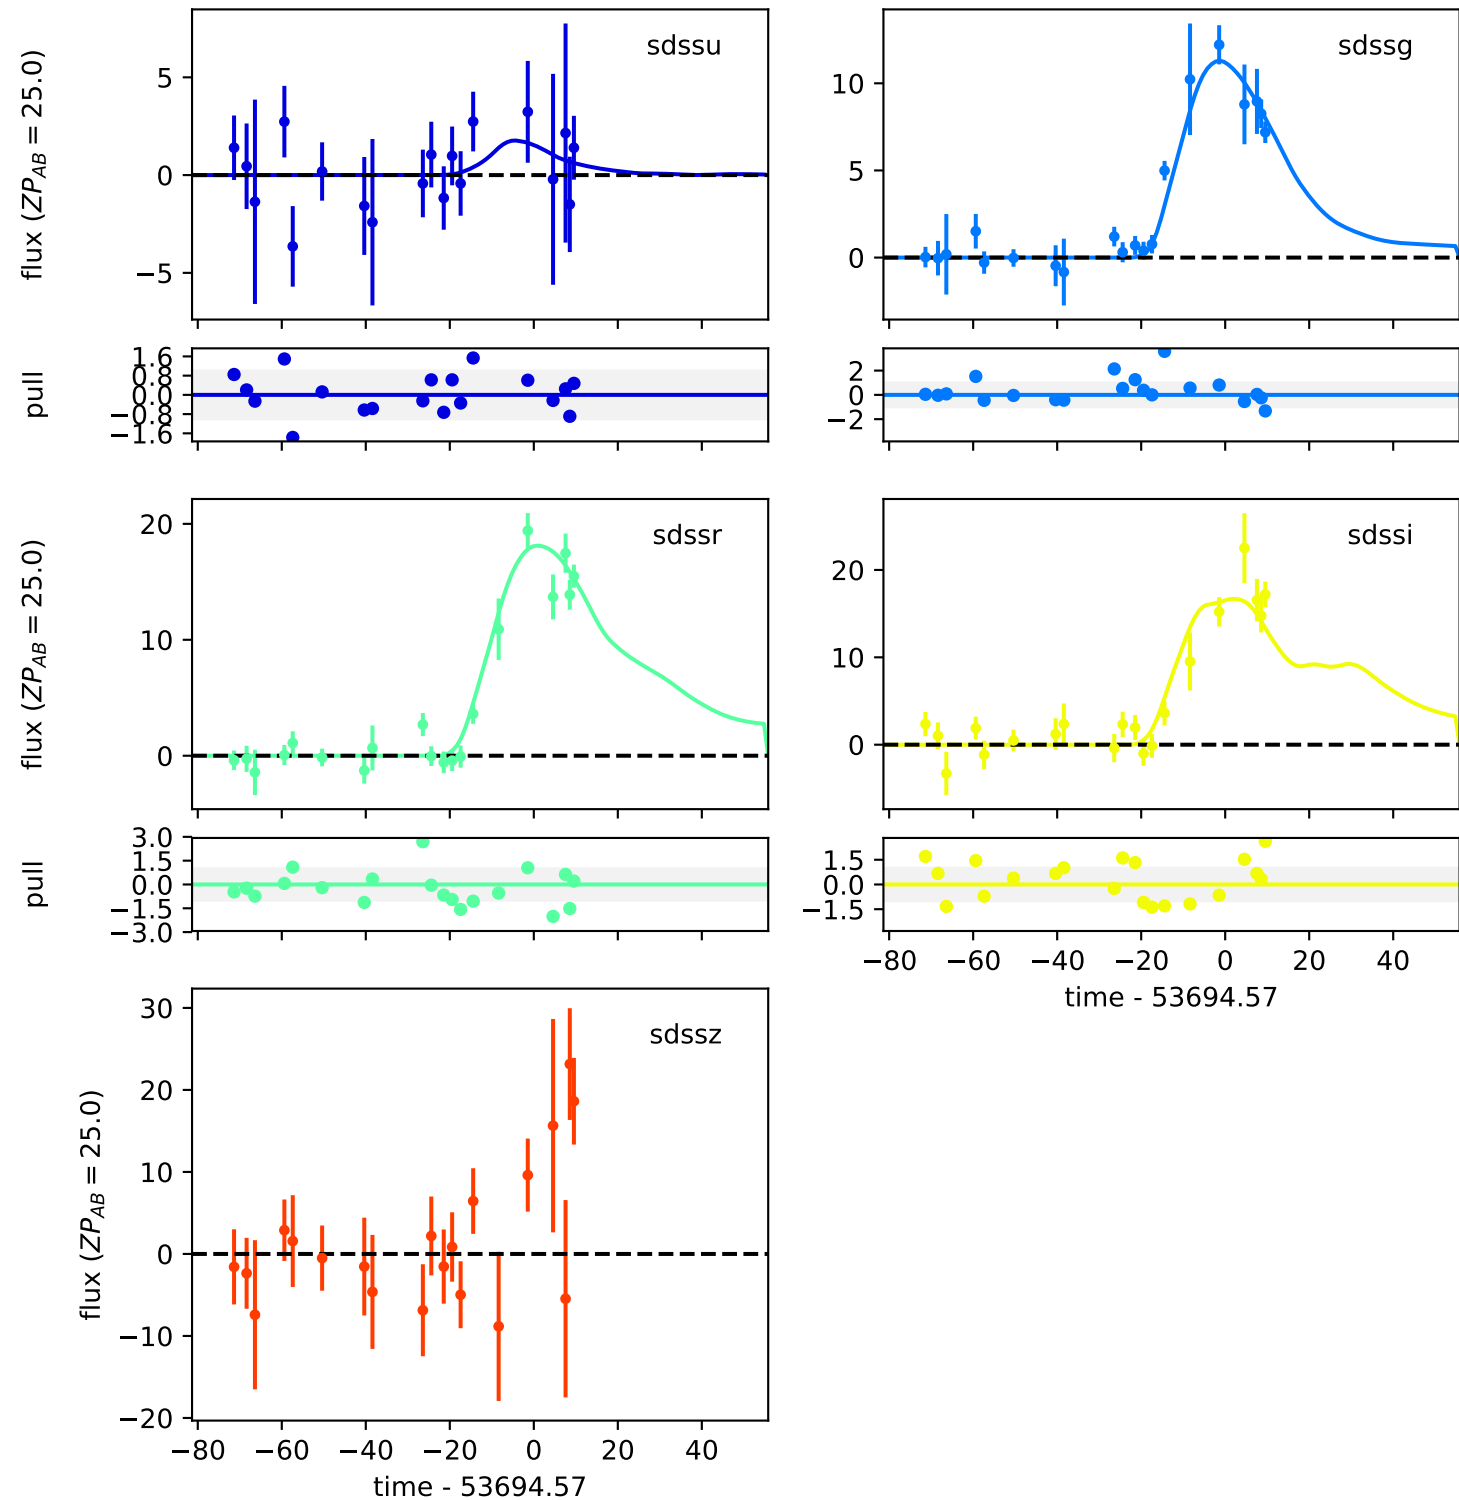 sdssu
flux (ZP_AB = 25.0)
5
0
−5
sdssg
10
5
0
pull
1.6
0.8
0.0
−0.8
−1.6
2
0
−2
sdssr
flux (ZP_AB = 25.0)
20
10
0
sdssi
20
10
0
pull
3.0
1.5
0.0
−1.5
−3.0
1.5
0.0
−1.5
−80 −60 −40 −20 0 20 40
time - 53694.57
sdssz
flux (ZP_AB = 25.0)
30
20
10
0
−10
−20
−80 −60 −40 −20 0 20 40
time - 53694.57